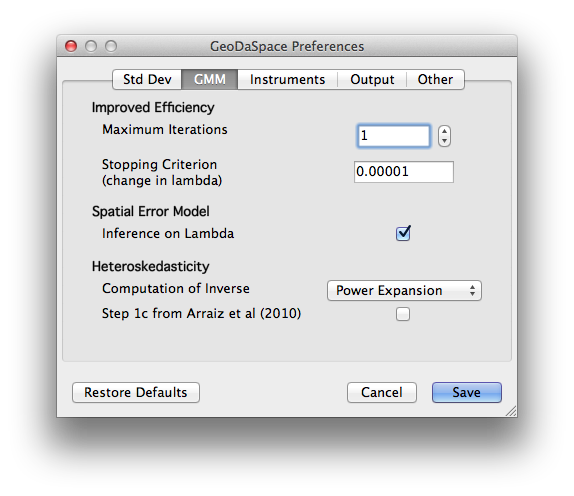 GeoDaSpace Preferences
Std Dev GMM Instruments Output Other
Improved Efficiency
Maximum Iterations 1
Stopping Criterion
(change in lambda) 0.00001
Spatial Error Model
Inference on Lambda
Heteroskedasticity
Computation of Inverse Power Expansion
Step 1c from Arraiz et al (2010)
Restore Defaults Cancel Save